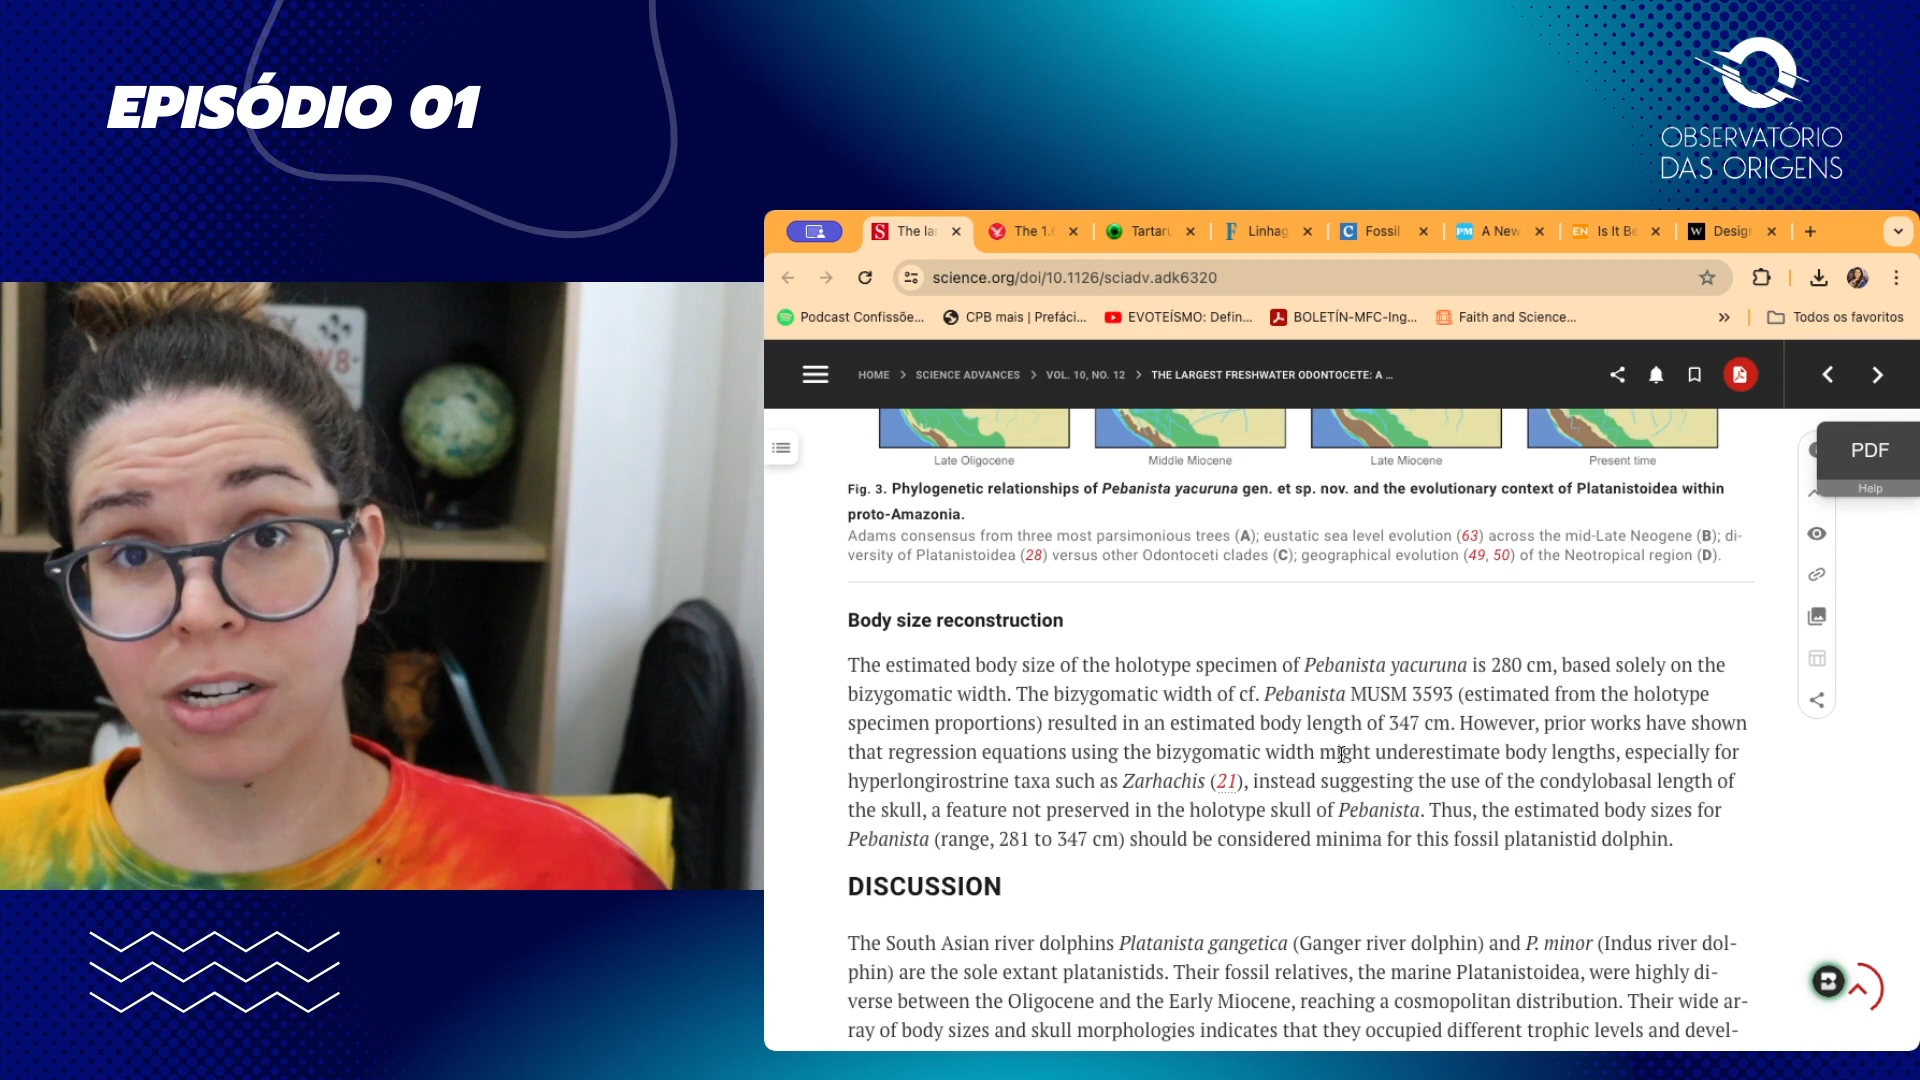 EPISÓDIO 01
OBSERVATÓRIO
DAS ORIGENS
The la
The 1.
Tartar
Linhag
Fossil
A New
Is It Be
Design
science.org/doi/10.1126/sciadv.adk6320
Podcast Confissõe...
CPB mais | Prefáci...
EVOTEÍSMO: Defin...
BOLETÍN-MFC-Ing...
Faith and Science...
Todos os favoritos
HOME > SCIENCE ADVANCES > VOL. 10, NO. 12 > THE LARGEST FRESHWATER ODONTOCETE: A ...
PDF
Help
Late Oligocene
Middle Miocene
Late Miocene
Present time
Fig. 3. Phylogenetic relationships of Pebanista yacuruna gen. et sp. nov. and the evolutionary context of Platanistoidea within
proto-Amazonia.
Adams consensus from three most parsimonious trees (A); eustatic sea level evolution (63) across the mid-Late Neogene (B); di-
versity of Platanistoidea (28) versus other Odontoceti clades (C); geographical evolution (49, 50) of the Neotropical region (D).
Body size reconstruction
The estimated body size of the holotype specimen of Pebanista yacuruna is 280 cm, based solely on the
bizygomatic width. The bizygomatic width of cf. Pebanista MUSM 3593 (estimated from the holotype
specimen proportions) resulted in an estimated body length of 347 cm. However, prior works have shown
that regression equations using the bizygomatic width might underestimate body lengths, especially for
hyperlongirostrine taxa such as Zarhachis (21), instead suggesting the use of the condylobasal length of
the skull, a feature not preserved in the holotype skull of Pebanista. Thus, the estimated body sizes for
Pebanista (range, 281 to 347 cm) should be considered minima for this fossil platanistid dolphin.
DISCUSSION
The South Asian river dolphins Platanista gangetica (Ganger river dolphin) and P. minor (Indus river dol-
phin) are the sole extant platanistids. Their fossil relatives, the marine Platanistoidea, were highly di-
verse between the Oligocene and the Early Miocene, reaching a cosmopolitan distribution. Their wide ar-
ray of body sizes and skull morphologies indicates that they occupied different trophic levels and devel-